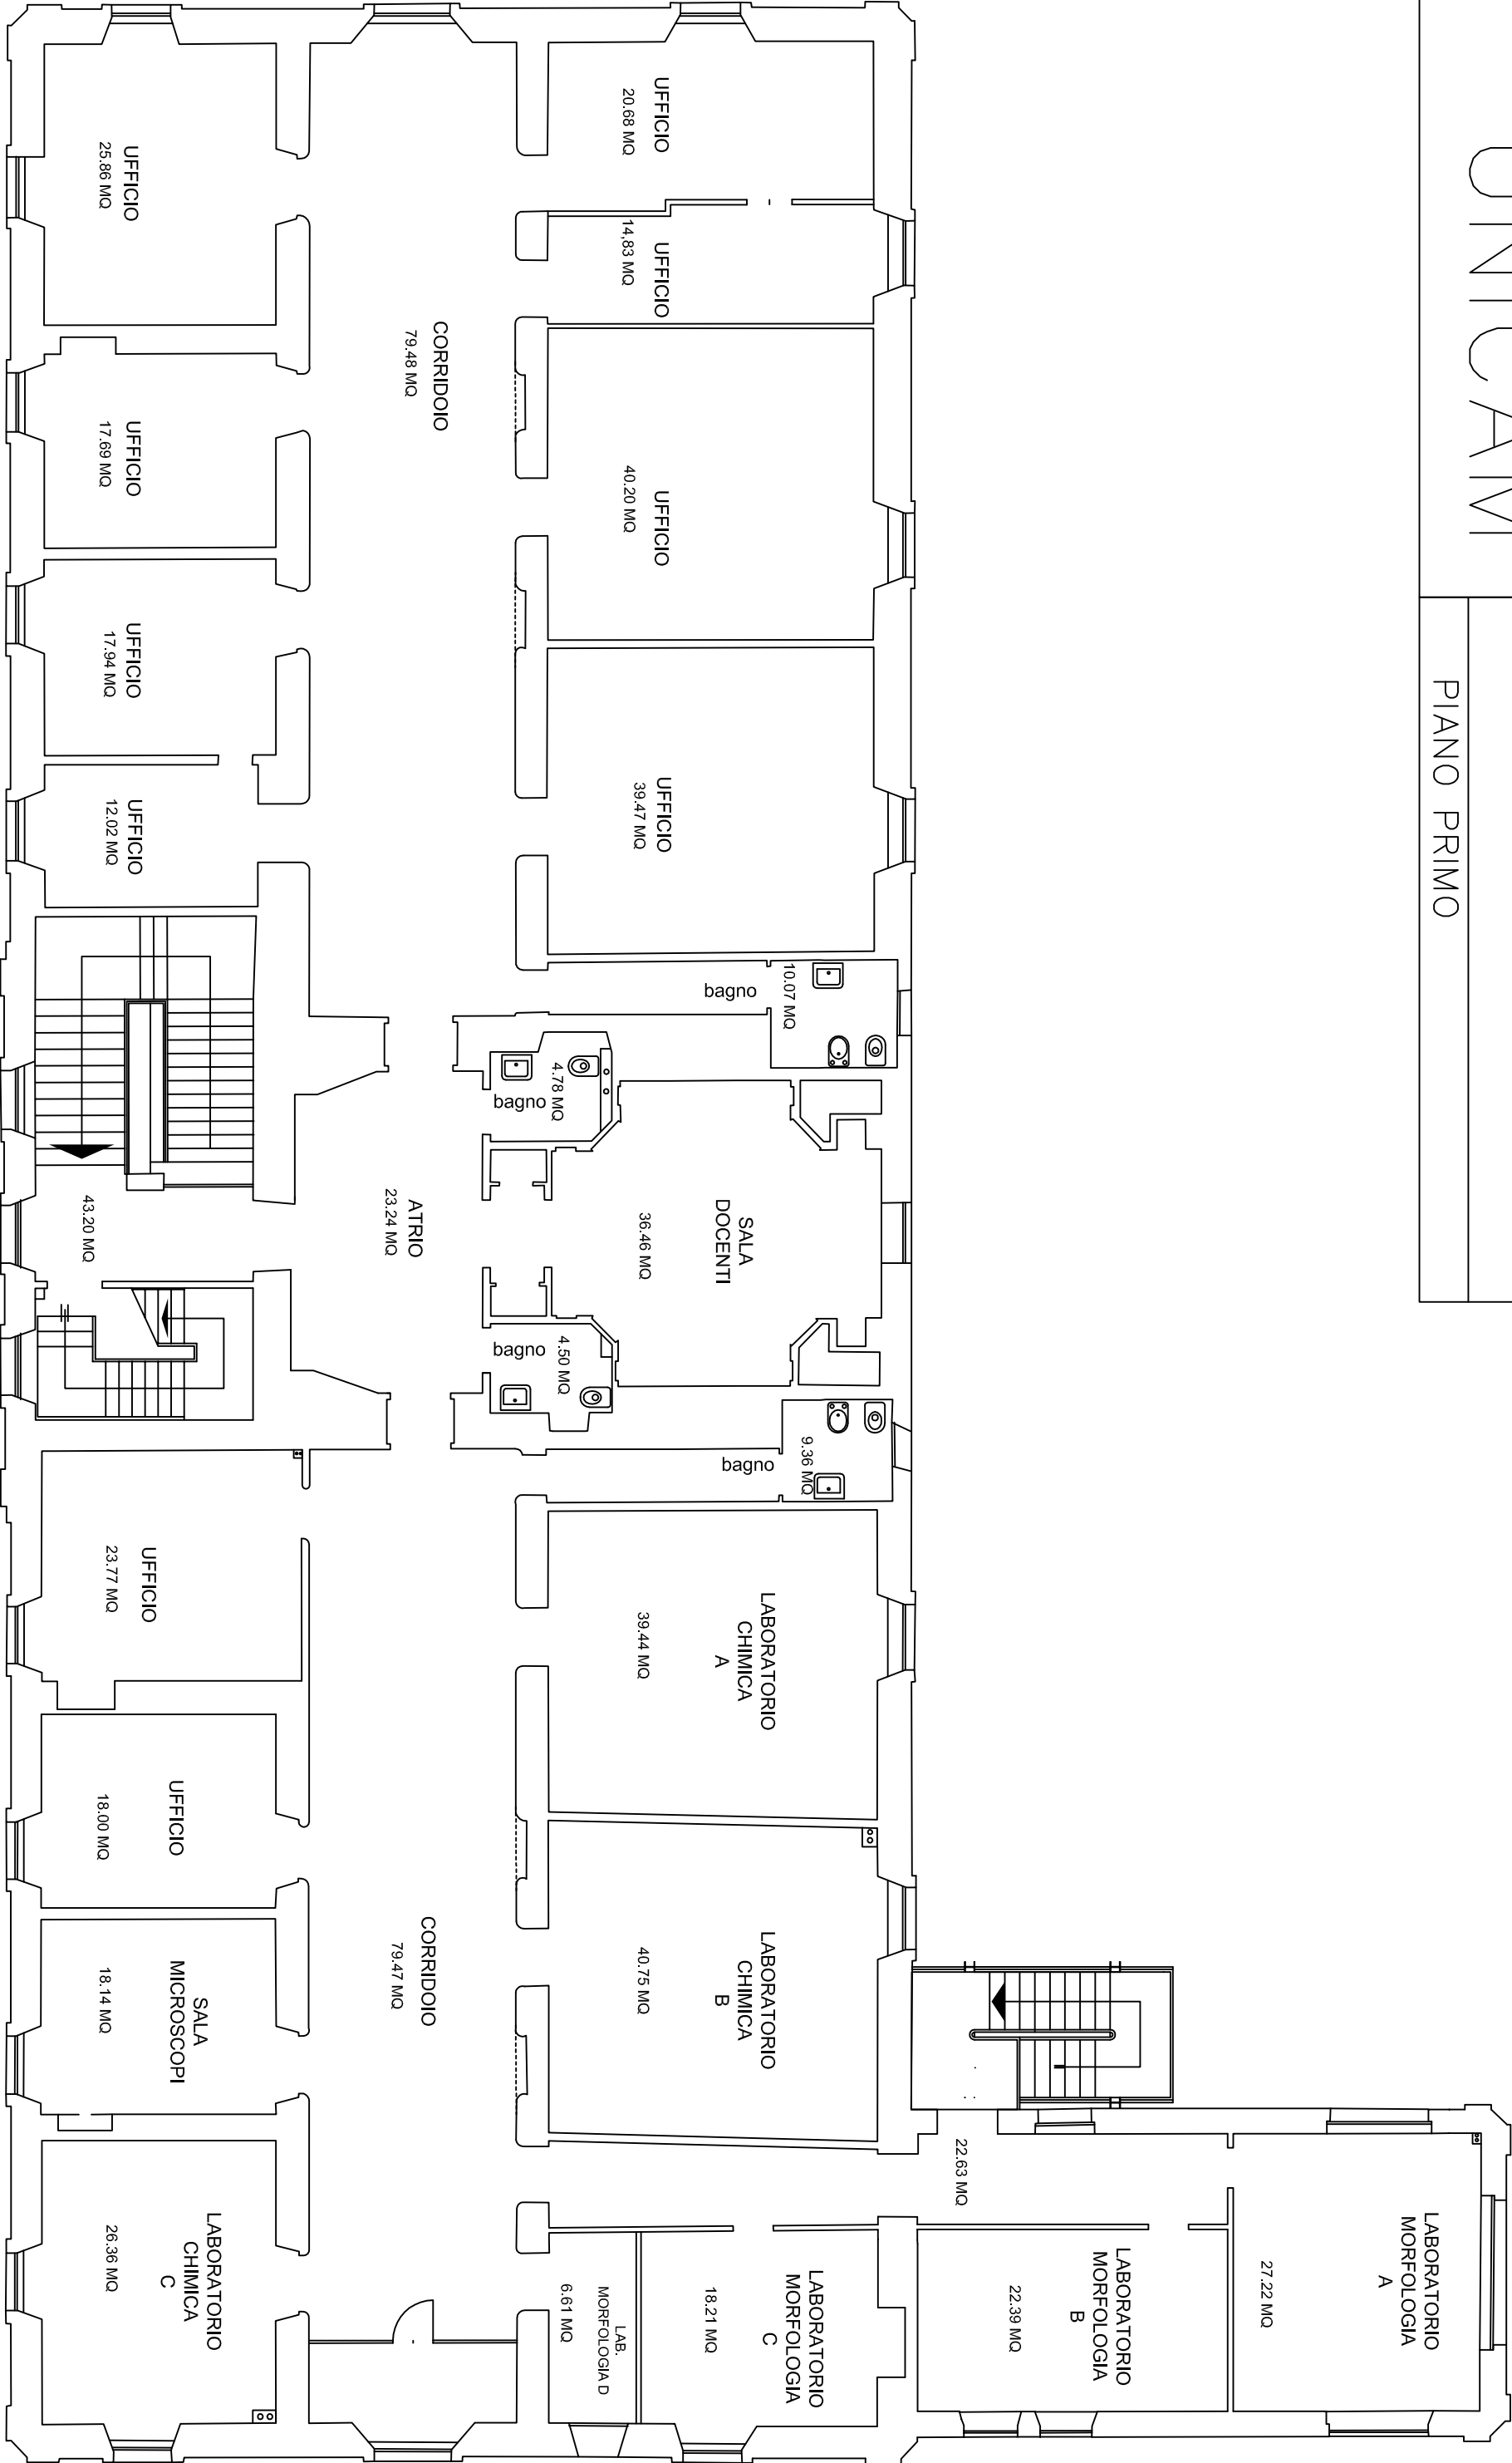 UNICAM
PIANO PRIMO
UFFICIO
20.68 MQ
UFFICIO
14,83 MQ
UFFICIO
40.20 MQ
UFFICIO
39.47 MQ
bagno
10.07 MQ
UFFICIO
25.86 MQ
UFFICIO
17.69 MQ
UFFICIO
17.94 MQ
UFFICIO
12.02 MQ
CORRIDOIO
79.48 MQ
4.78 MQ
bagno
SALA
DOCENTI
36.46 MQ
ATRIO
23.24 MQ
43.20 MQ
4.50 MQ
bagno
9.36 MQ
bagno
LABORATORIO
CHIMICA
A
39.44 MQ
LABORATORIO
CHIMICA
B
40.75 MQ
UFFICIO
23.77 MQ
UFFICIO
18.00 MQ
CORRIDOIO
79.47 MQ
SALA
MICROSCOPI
18.14 MQ
LABORATORIO
CHIMICA
C
26.36 MQ
22.63 MQ
LABORATORIO
MORFOLOGIA
A
27.22 MQ
LABORATORIO
MORFOLOGIA
B
22.39 MQ
LABORATORIO
MORFOLOGIA
C
18.21 MQ
LAB.
MORFOLOGIA D
6.61 MQ